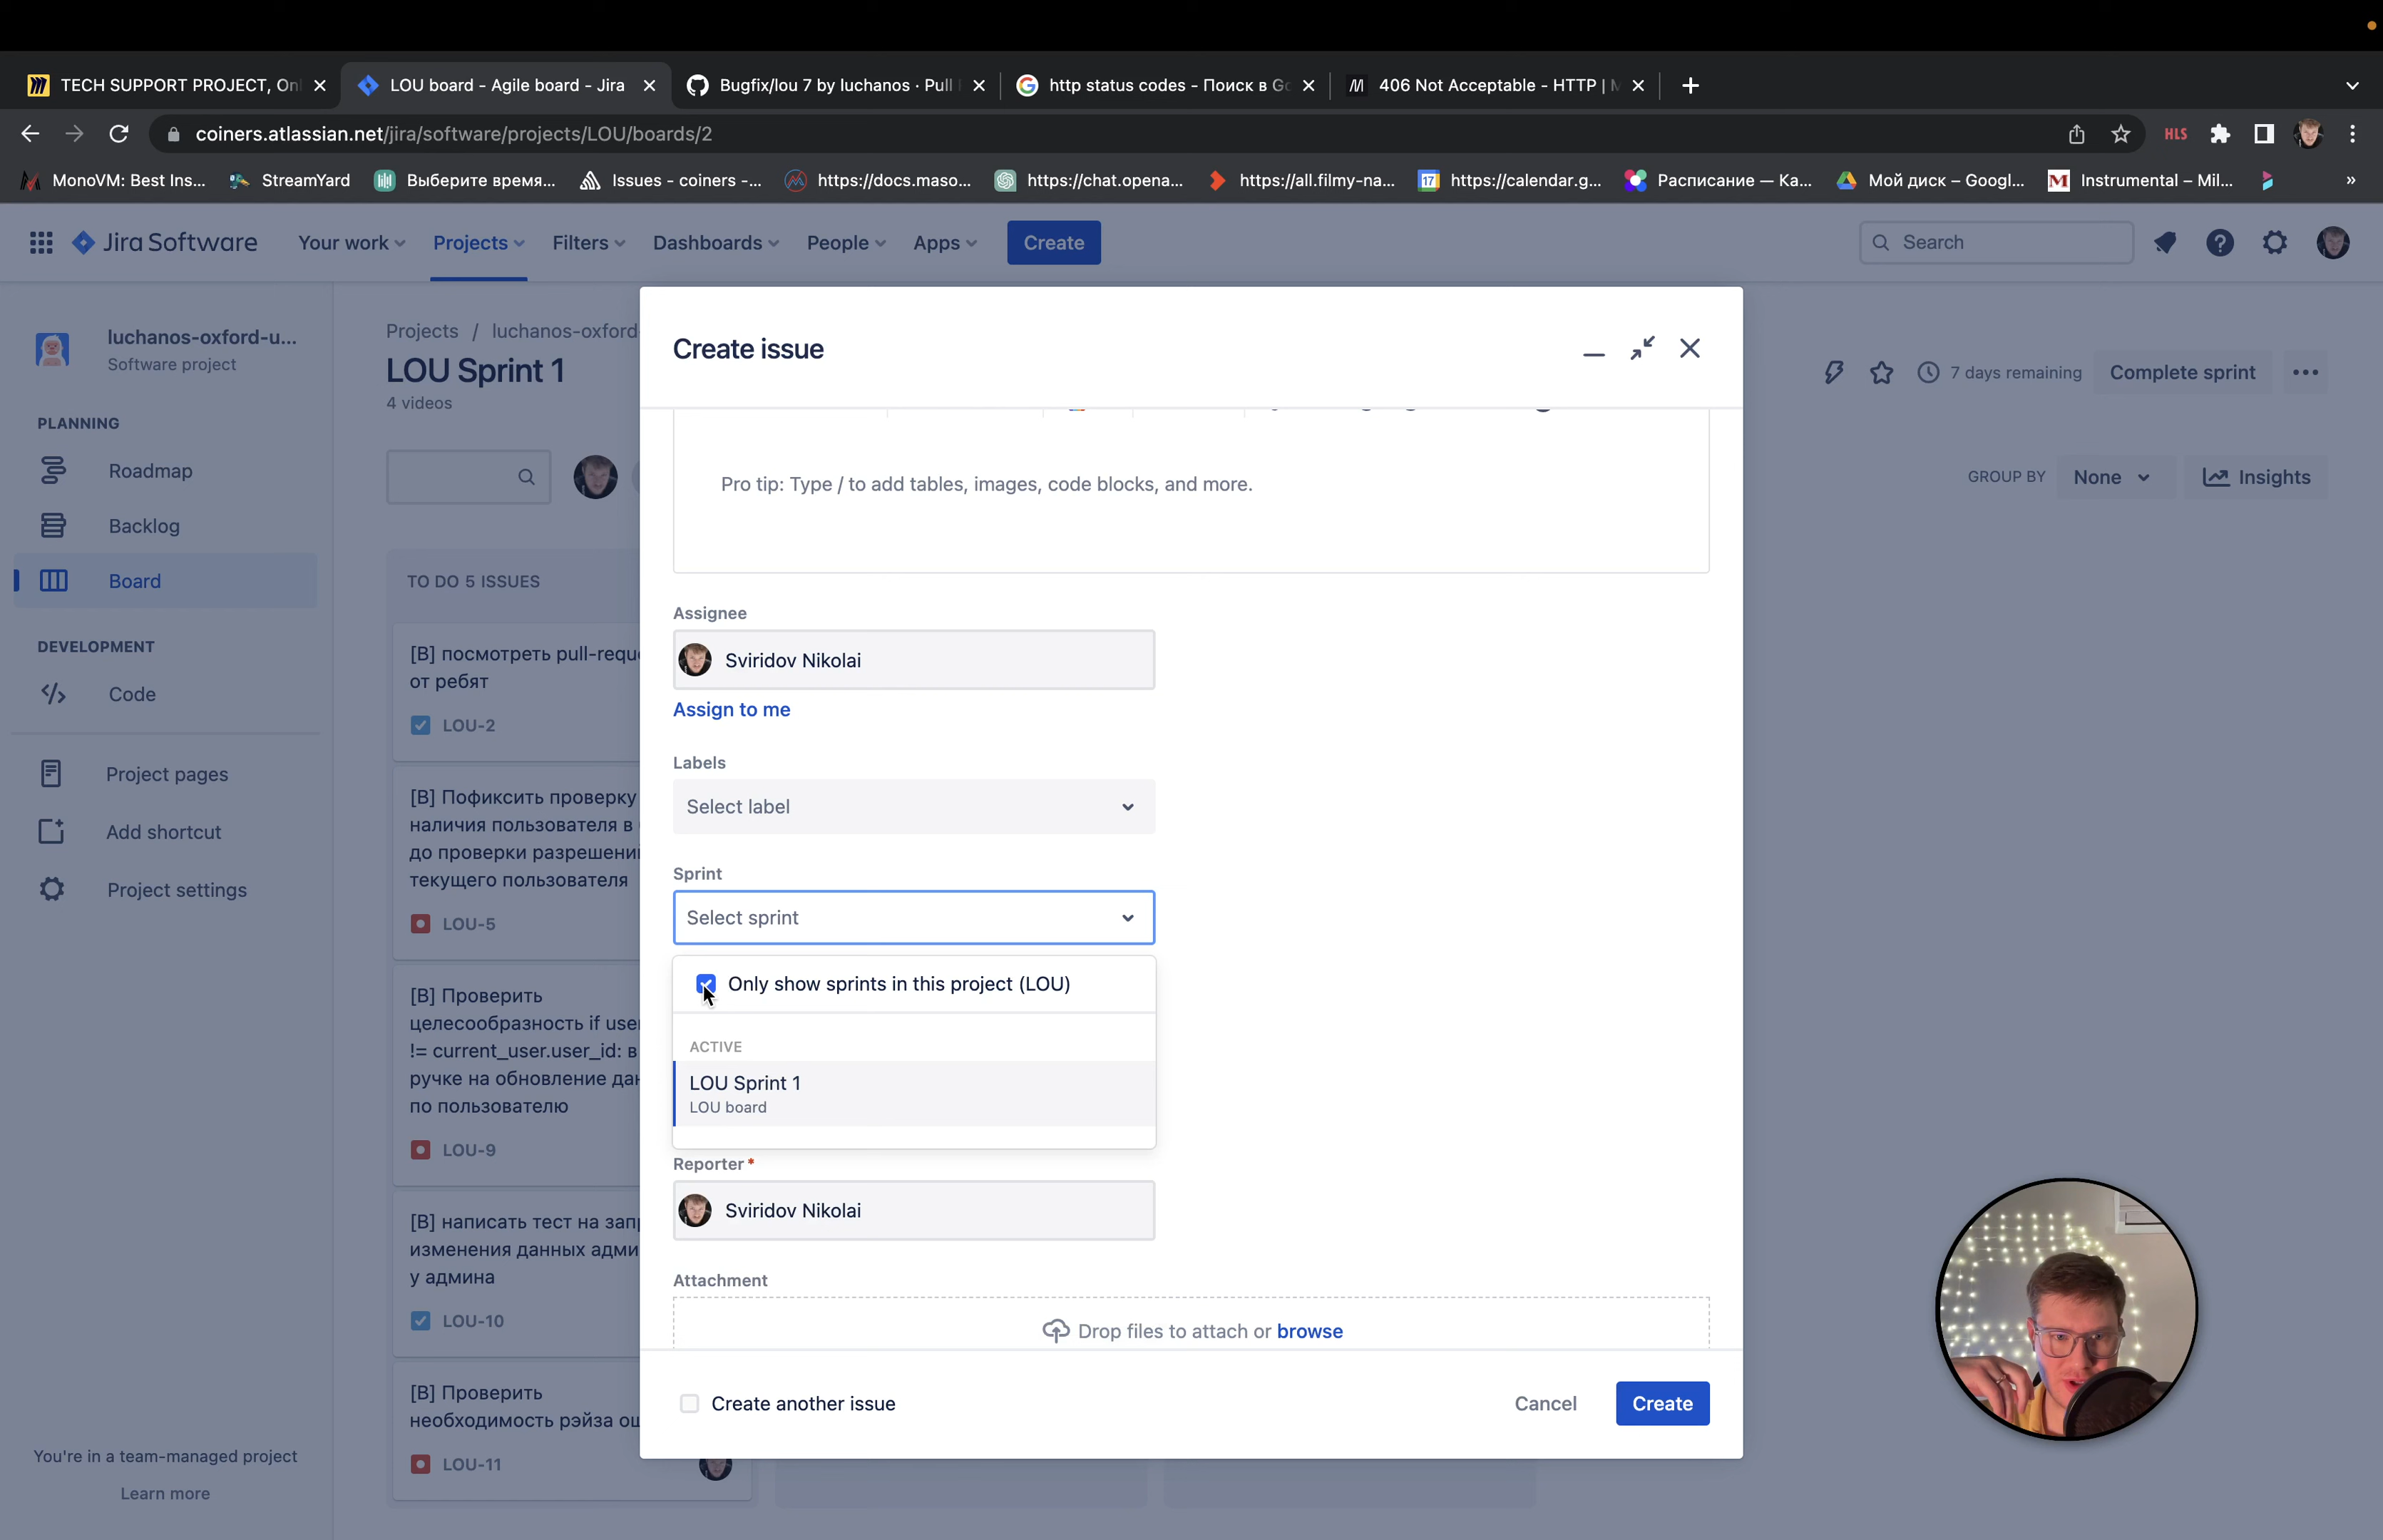 TECH SUPPORT PROJECT, Onl
LOU board - Agile board - Jira
Bugfix/lou 7 by luchanos · Pull
http status codes - Поиск в Go
406 Not Acceptable - HTTP | M
coiners.atlassian.net/jira/software/projects/LOU/boards/2
HLS
MonoVM: Best Ins...
StreamYard
Выберите время...
Issues - coiners -...
https://docs.maso...
https://chat.opena...
https://all.filmy-na...
17
https://calendar.g...
Расписание — Ка...
Мой диск – Googl...
Instrumental – Mil...
»
Jira Software
Your work
Projects
Filters
Dashboards
People
Apps
Create
Search
luchanos-oxford-u...
Software project
PLANNING
Roadmap
Backlog
Board
DEVELOPMENT
Code
Project pages
Add shortcut
Project settings
You're in a team-managed project
Learn more
Projects / luchanos-oxford-
LOU Sprint 1
4 videos
7 days remaining
Complete sprint
GROUP BY
None
Insights
TO DO 5 ISSUES
[B] посмотреть pull-reque
от ребят
LOU-2
[B] Пофиксить проверку
наличия пользователя в
до проверки разрешений
текущего пользователя
LOU-5
[B] Проверить
целесообразность if user
!= current_user.user_id: в
ручке на обновление дан
по пользователю
LOU-9
[B] написать тест на запр
изменения данных адми
у админа
LOU-10
[B] Проверить
необходимость рэйза ош
LOU-11
Create issue
Pro tip: Type / to add tables, images, code blocks, and more.
Assignee
Sviridov Nikolai
Assign to me
Labels
Select label
Sprint
Select sprint
Only show sprints in this project (LOU)
ACTIVE
LOU Sprint 1
LOU board
Reporter *
Sviridov Nikolai
Attachment
Drop files to attach or browse
Create another issue
Cancel
Create